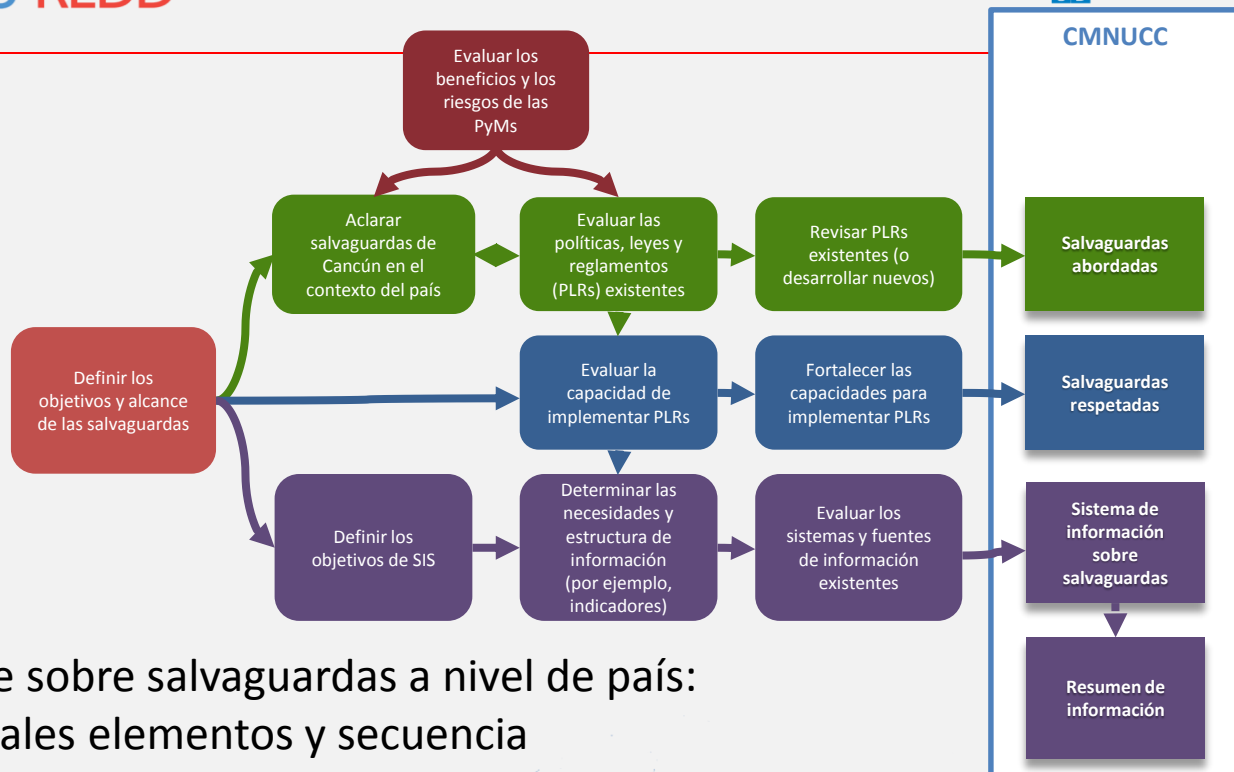 REDD
CMNUCC
Evaluar los
beneficios y los
riesgos de las
PyMs
Aclarar
salvaguardas de
Cancún en el
contexto del país
Evaluar las
políticas, leyes y
reglamentos
(PLRs) existentes
Revisar PLRs
existentes (o
desarrollar nuevos)
Salvaguardas
abordadas
Definir los
objetivos y alcance
de las salvaguardas
Evaluar la
capacidad de
implementar PLRs
Fortalecer las
capacidades para
implementar PLRs
Salvaguardas
respetadas
Definir los
objetivos de SIS
Determinar las
necesidades y
estructura de
información
(por ejemplo,
indicadores)
Evaluar los
sistemas y fuentes
de información
existentes
Sistema de
información
sobre
salvaguardas
Resumen de
información
e sobre salvaguardas a nivel de país:
ales elementos y secuencia